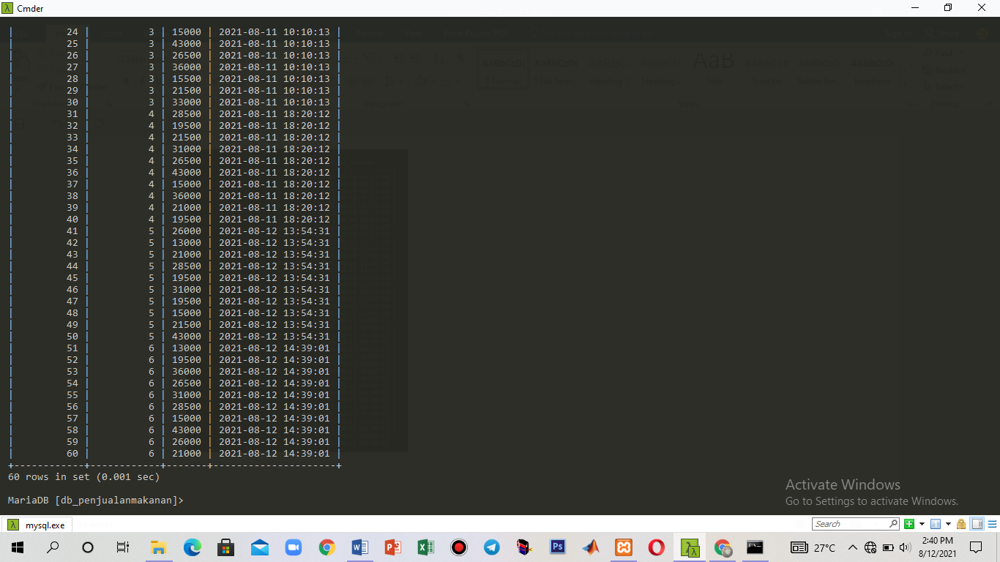 Cmder
| 24 | 3 | 15000 | 2021-08-11 10:10:13 |
| 25 | 3 | 43000 | 2021-08-11 10:10:13 |
| 26 | 3 | 26500 | 2021-08-11 10:10:13 |
| 27 | 3 | 36000 | 2021-08-11 10:10:13 |
| 28 | 3 | 15500 | 2021-08-11 10:10:13 |
| 29 | 3 | 21500 | 2021-08-11 10:10:13 |
| 30 | 3 | 33000 | 2021-08-11 10:10:13 |
| 31 | 4 | 28500 | 2021-08-11 18:20:12 |
| 32 | 4 | 19500 | 2021-08-11 18:20:12 |
| 33 | 4 | 21500 | 2021-08-11 18:20:12 |
| 34 | 4 | 31000 | 2021-08-11 18:20:12 |
| 35 | 4 | 26500 | 2021-08-11 18:20:12 |
| 36 | 4 | 43000 | 2021-08-11 18:20:12 |
| 37 | 4 | 15000 | 2021-08-11 18:20:12 |
| 38 | 4 | 36000 | 2021-08-11 18:20:12 |
| 39 | 4 | 21000 | 2021-08-11 18:20:12 |
| 40 | 4 | 19500 | 2021-08-11 18:20:12 |
| 41 | 5 | 26000 | 2021-08-12 13:54:31 |
| 42 | 5 | 13000 | 2021-08-12 13:54:31 |
| 43 | 5 | 21000 | 2021-08-12 13:54:31 |
| 44 | 5 | 28500 | 2021-08-12 13:54:31 |
| 45 | 5 | 19500 | 2021-08-12 13:54:31 |
| 46 | 5 | 31000 | 2021-08-12 13:54:31 |
| 47 | 5 | 19500 | 2021-08-12 13:54:31 |
| 48 | 5 | 15000 | 2021-08-12 13:54:31 |
| 49 | 5 | 21500 | 2021-08-12 13:54:31 |
| 50 | 5 | 43000 | 2021-08-12 13:54:31 |
| 51 | 6 | 13000 | 2021-08-12 14:39:01 |
| 52 | 6 | 19500 | 2021-08-12 14:39:01 |
| 53 | 6 | 36000 | 2021-08-12 14:39:01 |
| 54 | 6 | 26500 | 2021-08-12 14:39:01 |
| 55 | 6 | 31000 | 2021-08-12 14:39:01 |
| 56 | 6 | 28500 | 2021-08-12 14:39:01 |
| 57 | 6 | 15000 | 2021-08-12 14:39:01 |
| 58 | 6 | 43000 | 2021-08-12 14:39:01 |
| 59 | 6 | 26000 | 2021-08-12 14:39:01 |
| 60 | 6 | 21000 | 2021-08-12 14:39:01 |
+------------+------------+-------+---------------------+
60 rows in set (0.001 sec)
MariaDB [db_penjualanmakanan]>
Activate Windows
Go to Settings to activate Windows.
mysql.exe
Search
27°C
2:40 PM
8/12/2021